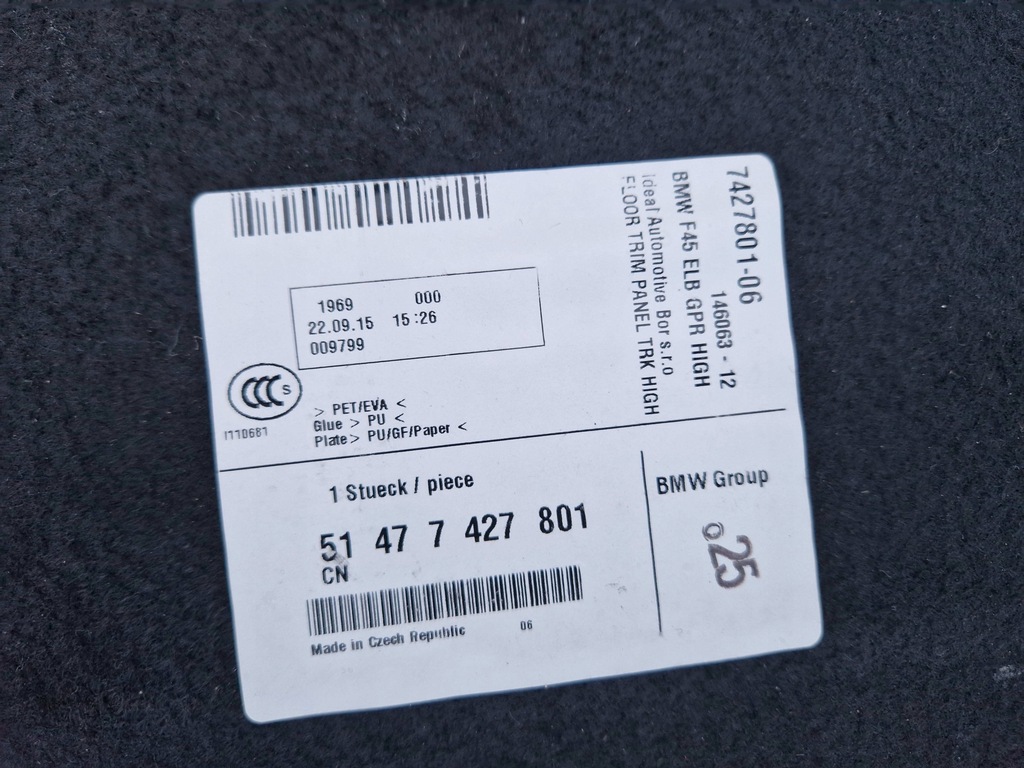 7427801-06
146063 - 12
BMW F45 ELB GPR HIGH
Ideal Automotive Bor s.r.o
FLOOR TRIM PANEL TRK HIGH
1969 000
22.09.15 15:26
009799
CCC S
I110681
> PET/EVA <
Glue > PU <
Plate> PU/GF/Paper <
1 Stueck / piece
51 47 7 427 801
CN
Made in Czech Republic 06
BMW Group
25